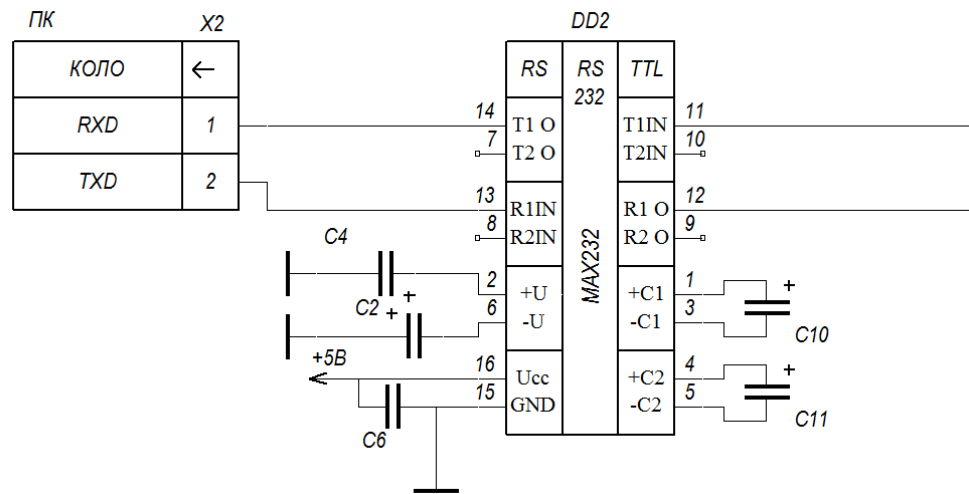 ПК X2
КОЛО ←
RXD 1
TXD 2
DD2
RS RS TTL
232
MAX232
14 T1 O T1IN 11
7 T2 O T2IN 10
13 R1IN R1 O 12
8 R2IN R2 O 9
C4
2 +U +C1 1
C2 +
6 + -U -C1 3
+
C10
+5В
16 Ucc +C2 4
15 GND -C2 5
+
C6
C11